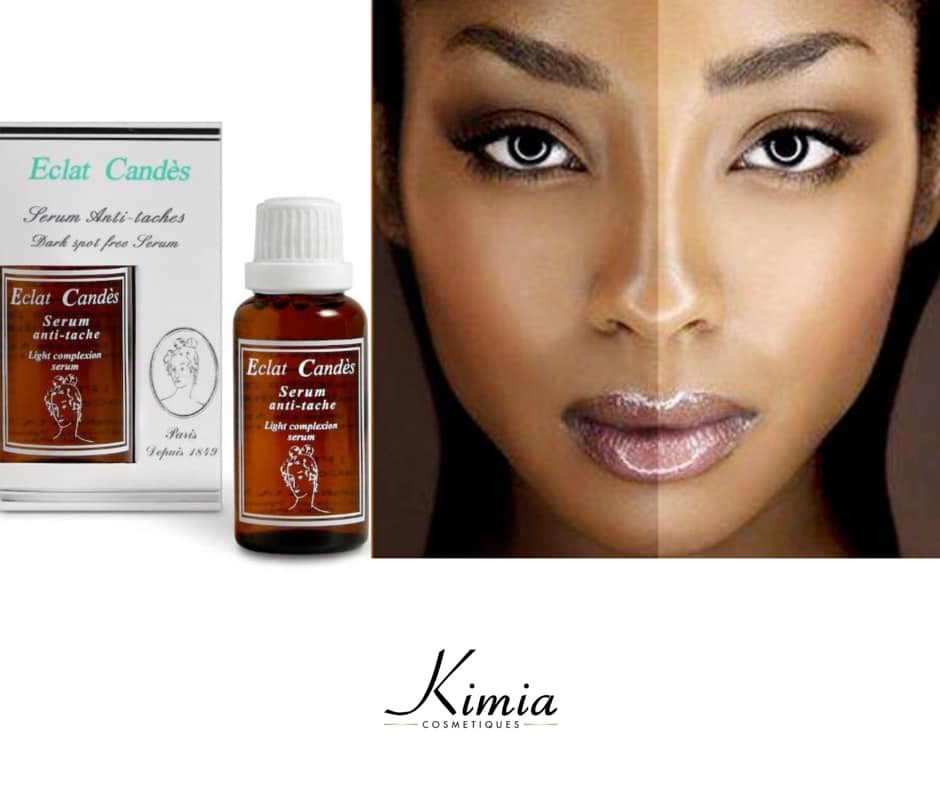 Eclat Candès
Serum Anti-taches
Dark spot free Serum
Eclat Candès
Serum
anti-tache
Light complexion
serum
Paris
Depuis 1849
Eclat Candès
Serum
anti-tache
Light complexion
serum
Kimia
COSMETIQUES